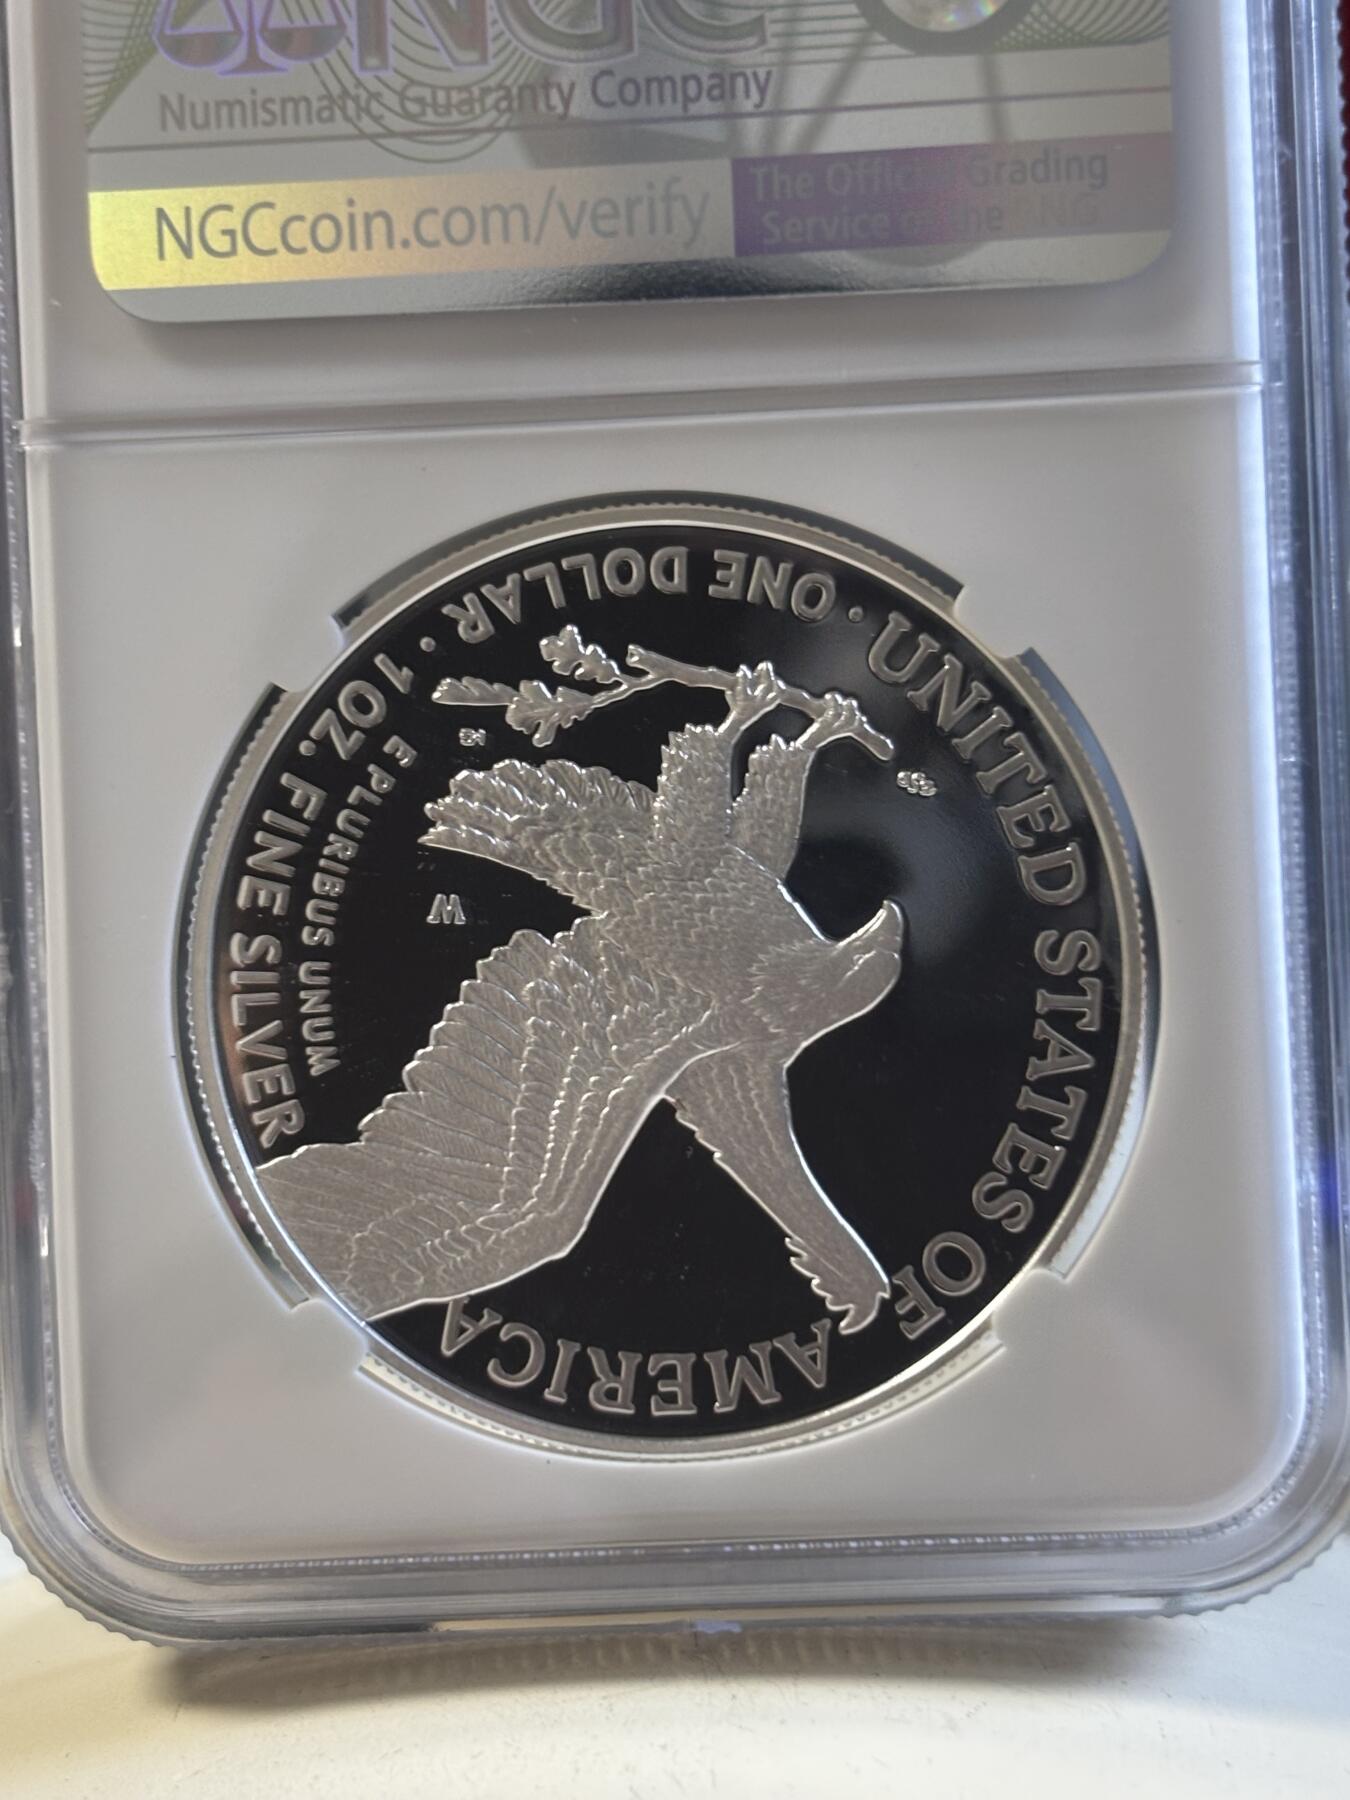 NGC
Numismatic Guaranty Company
NGCcoin.com/verify
The Official Grading
Service of the PNG
UNITED STATES OF AMERICA
1 OZ. FINE SILVER · ONE DOLLAR ·
E PLURIBUS UNUM
W